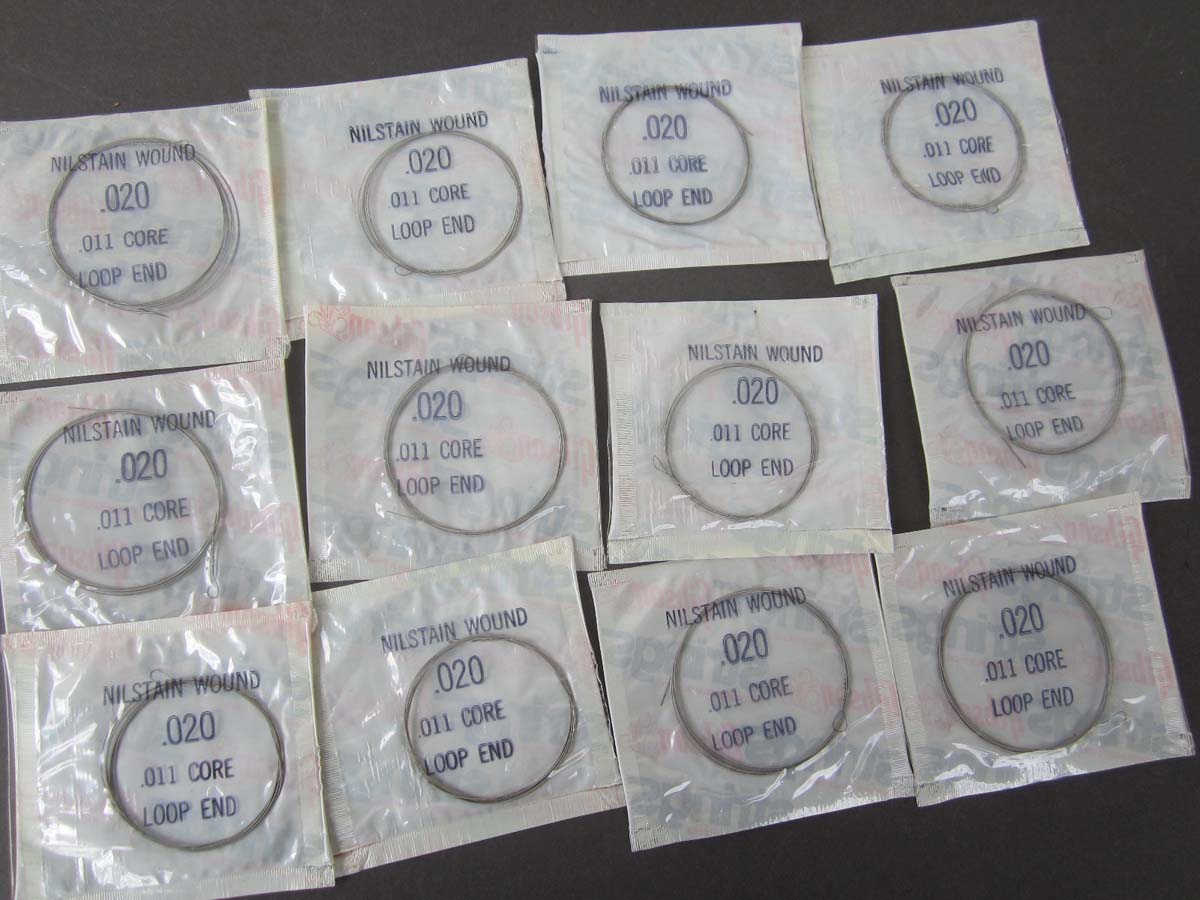 NILSTAIN WOUND
.020
.011 CORE
LOOP END
NILSTAIN WOUND
.020
.011 CORE
LOOP END
NILSTAIN WOUND
.020
.011 CORE
LOOP END
NILSTAIN WOUND
.020
.011 CORE
LOOP END
NILSTAIN WOUND
.020
.011 CORE
LOOP END
NILSTAIN WOUND
.020
.011 CORE
LOOP END
NILSTAIN WOUND
.020
.011 CORE
LOOP END
NILSTAIN WOUND
.020
.011 CORE
LOOP END
NILSTAIN WOUND
.020
.011 CORE
LOOP END
NILSTAIN WOUND
.020
.011 CORE
LOOP END
NILSTAIN WOUND
.020
.011 CORE
LOOP END
NILSTAIN WOUND
.020
.011 CORE
LOOP END